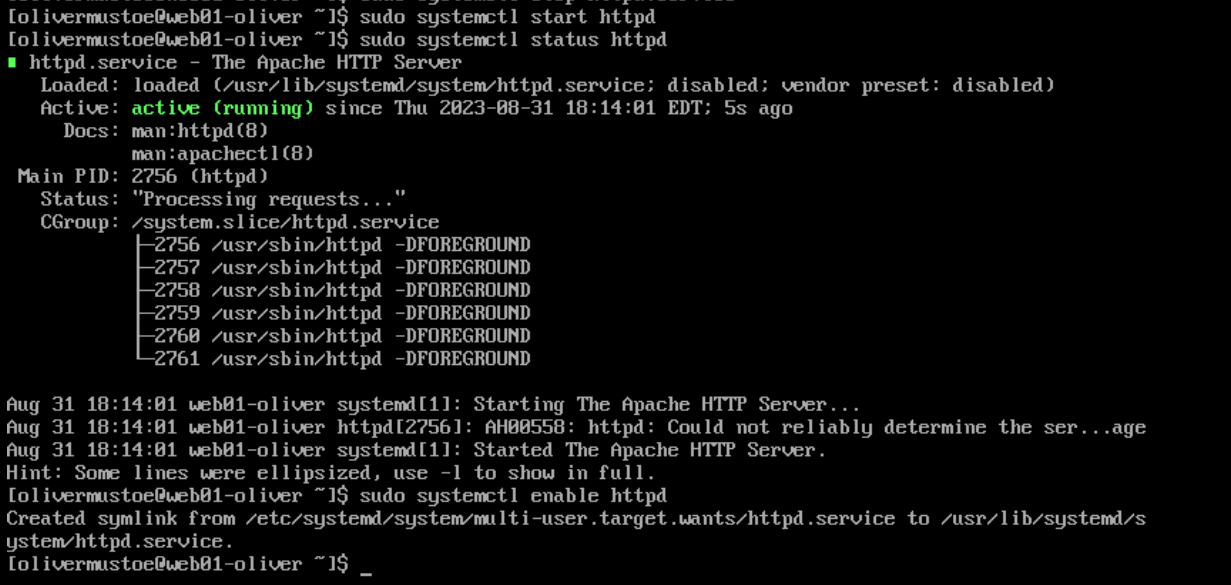 [olivermustoe@web01-oliver ~]$ sudo systemctl start httpd
[olivermustoe@web01-oliver ~]$ sudo systemctl status httpd
httpd.service - The Apache HTTP Server
Loaded: loaded (/usr/lib/systemd/system/httpd.service; disabled; vendor preset: disabled)
Active: active (running) since Thu 2023-08-31 18:14:01 EDT; 5s ago
Docs: man:httpd(8)
man:apachectl(8)
Main PID: 2756 (httpd)
Status: "Processing requests..."
CGroup: /system.slice/httpd.service
├─2756 /usr/sbin/httpd -DFOREGROUND
├─2757 /usr/sbin/httpd -DFOREGROUND
├─2758 /usr/sbin/httpd -DFOREGROUND
├─2759 /usr/sbin/httpd -DFOREGROUND
├─2760 /usr/sbin/httpd -DFOREGROUND
└─2761 /usr/sbin/httpd -DFOREGROUND
Aug 31 18:14:01 web01-oliver systemd[1]: Starting The Apache HTTP Server...
Aug 31 18:14:01 web01-oliver httpd[2756]: AH00558: httpd: Could not reliably determine the ser...age
Aug 31 18:14:01 web01-oliver systemd[1]: Started The Apache HTTP Server.
Hint: Some lines were ellipsized, use -l to show in full.
[olivermustoe@web01-oliver ~]$ sudo systemctl enable httpd
Created symlink from /etc/systemd/system/multi-user.target.wants/httpd.service to /usr/lib/systemd/s
ystem/httpd.service.
[olivermustoe@web01-oliver ~]$ _